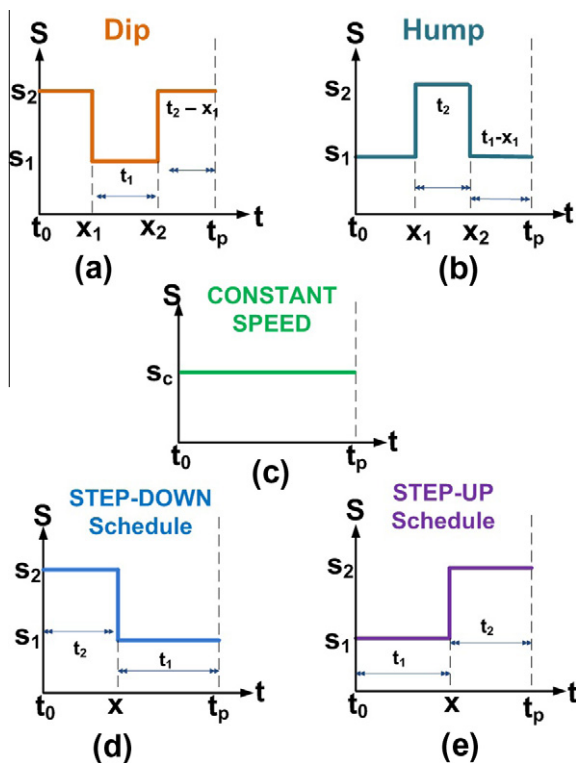 Dip
S
s2
s1
t2 – x1
t1
t0 x1 x2 tp t
(a)
Hump
S
s2
s1
t2
t1-x1
t0 x1 x2 tp t
(b)
CONSTANT
SPEED
S
sc
t0 tp t
(c)
STEP-DOWN
Schedule
S
s2
s1
t2
t1
t0 x tp t
(d)
STEP-UP
Schedule
S
s2
s1
t2
t1
t0 x tp t
(e)